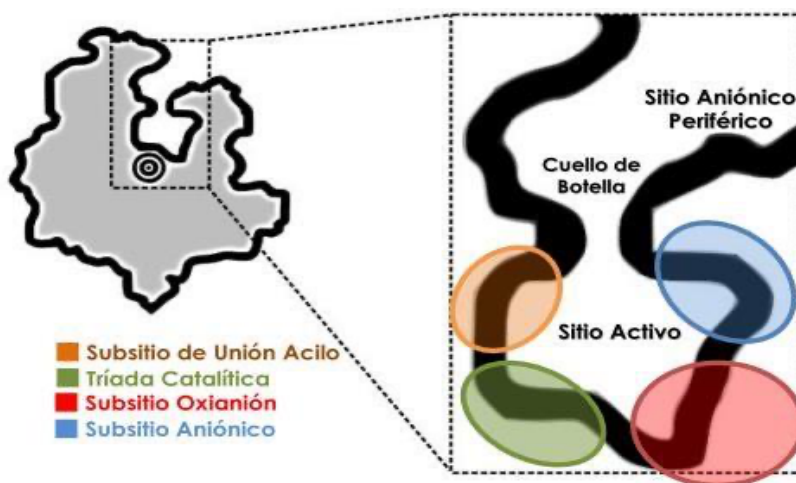 Sitio Aniónico
Periférico
Cuello de
Botella
Sitio Activo
Subsitio de Unión Acilo
Tríada Catalítica
Subsitio Oxianión
Subsitio Aniónico